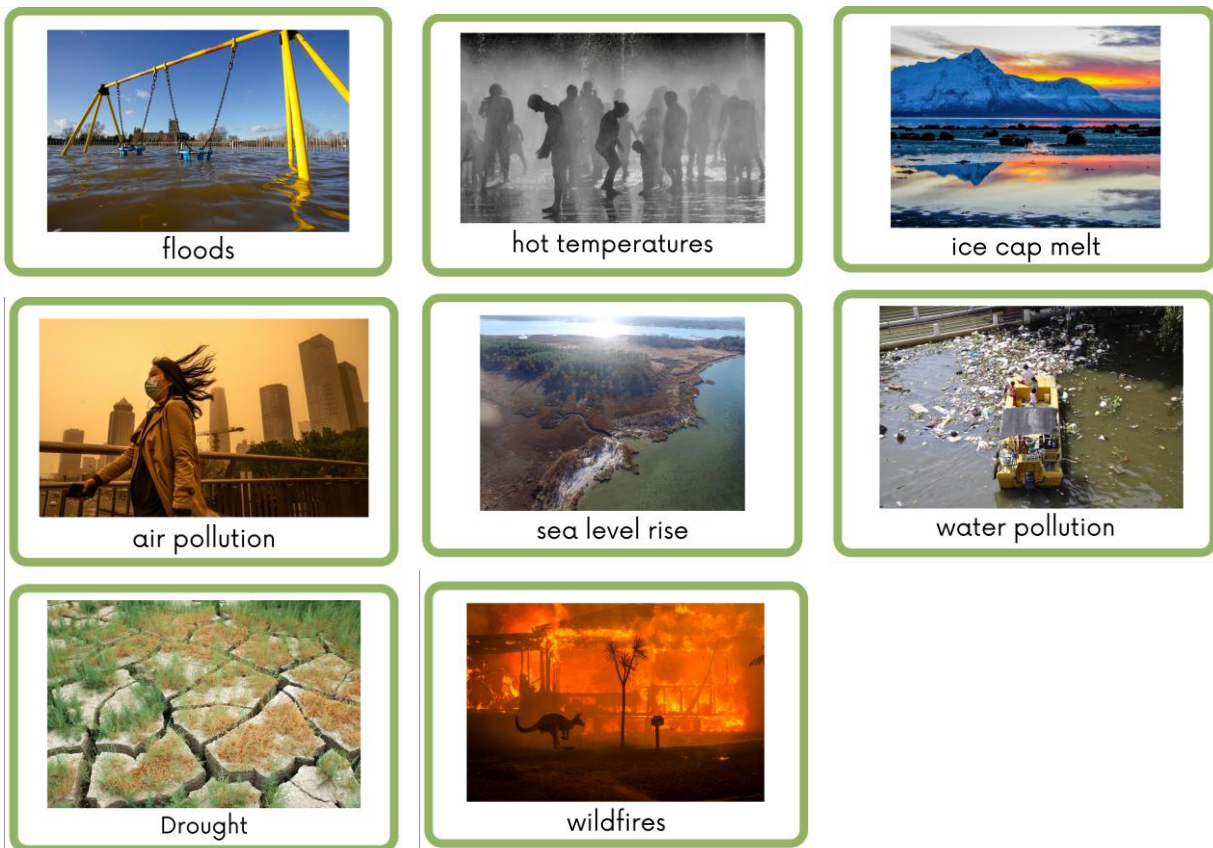 floods
hot temperatures
ice cap melt
air pollution
sea level rise
water pollution
Drought
wildfires